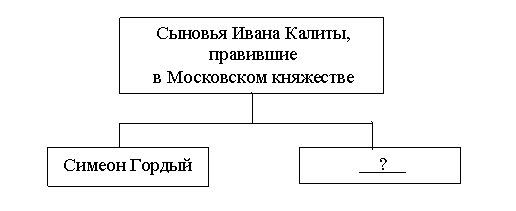 Сыновья Ивана Калиты,
правившие
в Московском княжестве
Симеон Гордый
?